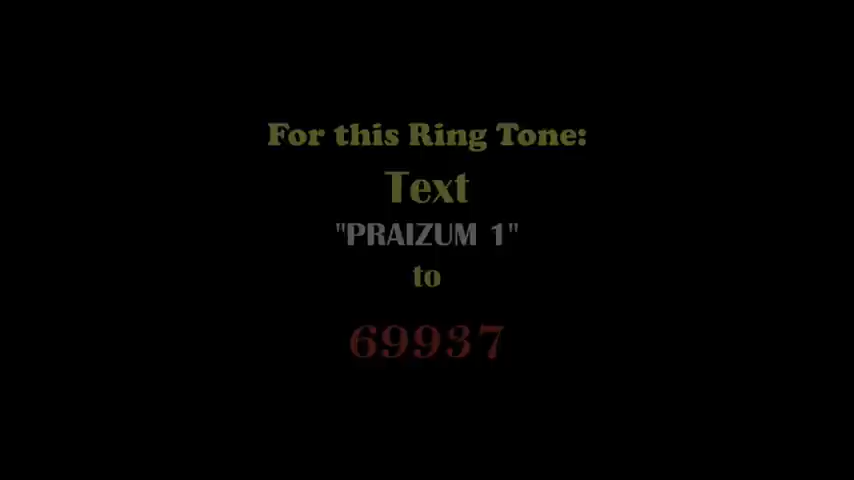 For this Ring Tone:
Text
"PRAIZUM 1"
to
69937